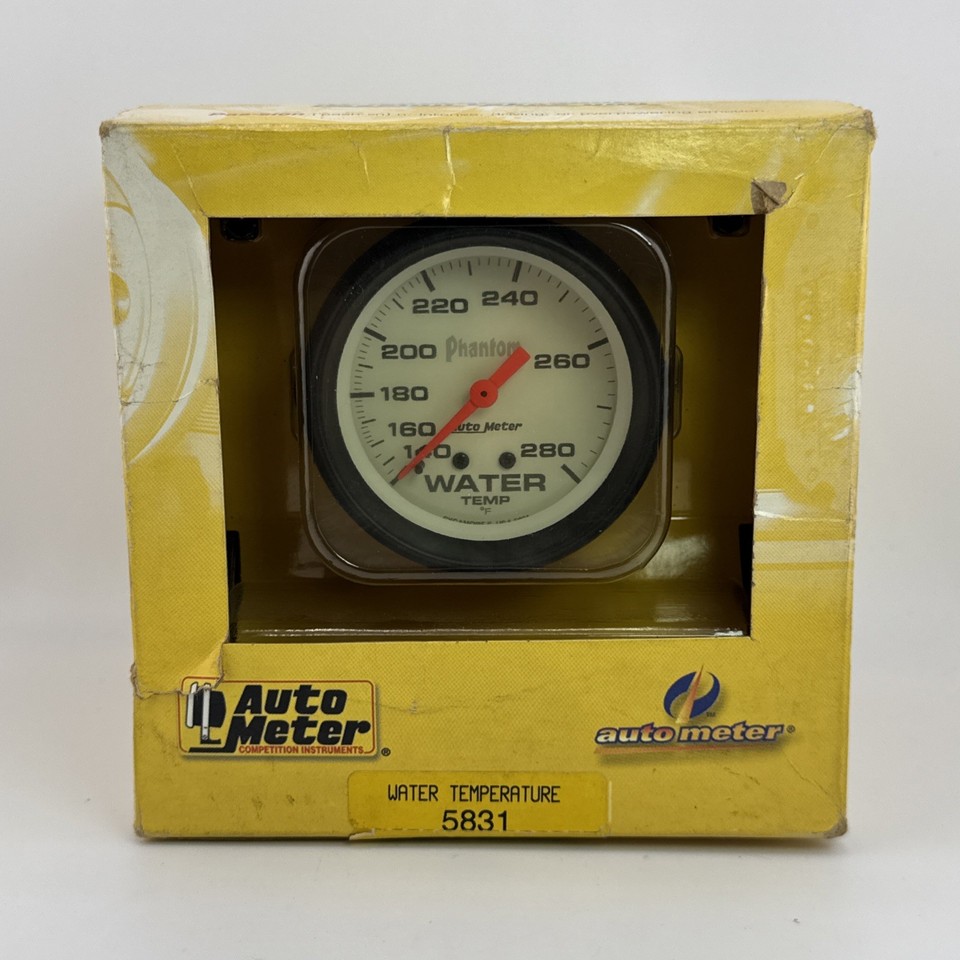 220
240
200
Phantom
260
180
160
Auto Meter
140
280
WATER
TEMP
°F
Auto
Meter
COMPETITION INSTRUMENTS
®
auto meter®
SM
WATER TEMPERATURE
5831